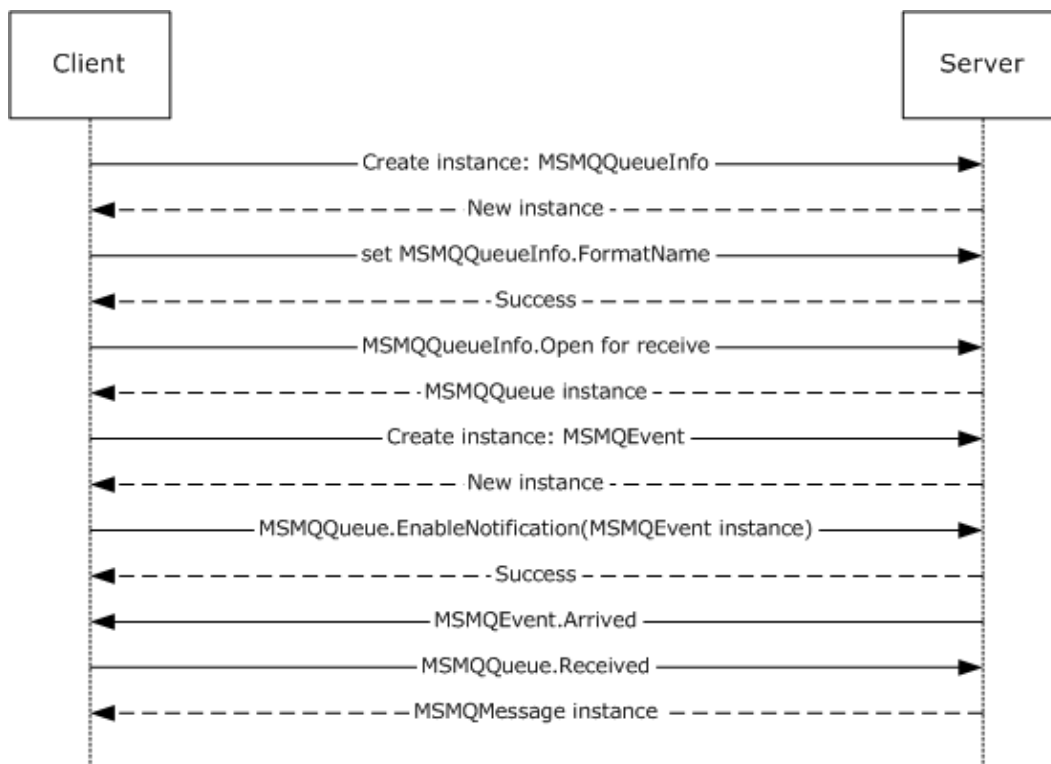 Client
Server
Create instance: MSMQQueueInfo
New instance
set MSMQQueueInfo.FormatName
Success
MSMQQueueInfo.Open for receive
MSMQQueue instance
Create instance: MSMQEvent
New instance
MSMQQueue.EnableNotification(MSMQEvent instance)
Success
MSMQEvent.Arrived
MSMQQueue.Received
MSMQMessage instance